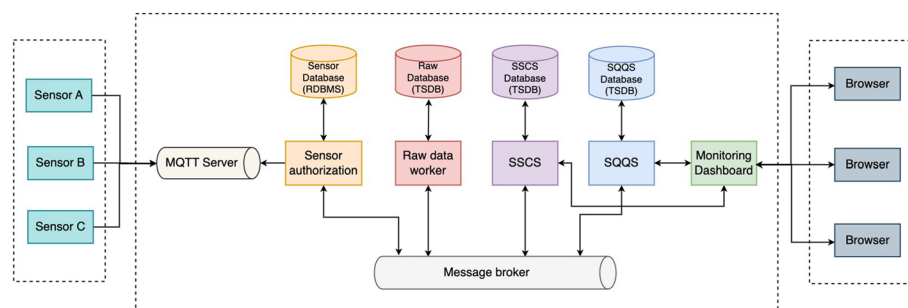 Sensor A
Sensor B
Sensor C
MQTT Server
Sensor
Database
(RDBMS)
Raw
Database
(TSDB)
SSCS
Database
(TSDB)
SQQS
Database
(TSDB)
Sensor
authorization
Raw data
worker
SSCS
SQQS
Monitoring
Dashboard
Message broker
Browser
Browser
Browser